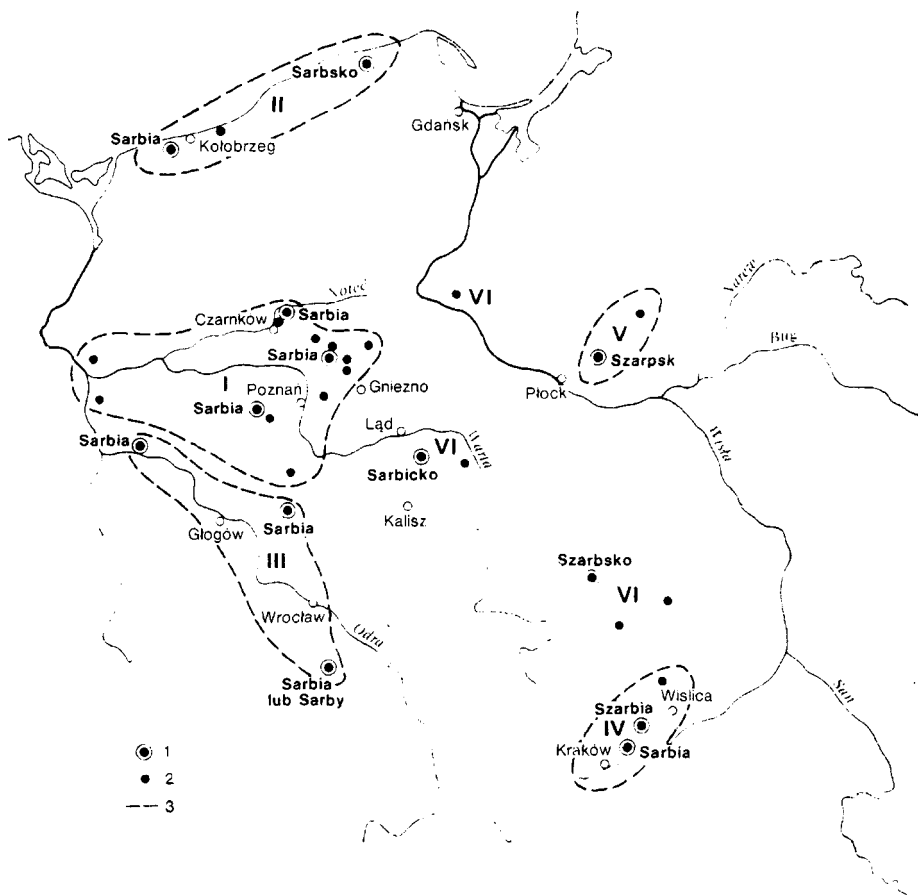 Sarbsko
II
Gdańsk
Sarbia
Kołobrzeg
VI
Narew
Noteć
Czarnków
Sarbia
V
Bug
Sarbia
Szarpsk
I
Poznań
Gniezno
Płock
Sarbia
Ląd
Wisła
Sarbia
VI
Warta
Sarbicko
Kalisz
Głogów
Sarbia
III
Szarbsko
VI
Wrocław
Odra
San
Sarbia
lub Sarby
Wiślica
Szarbia
IV
Kraków
Sarbia
1
2
3